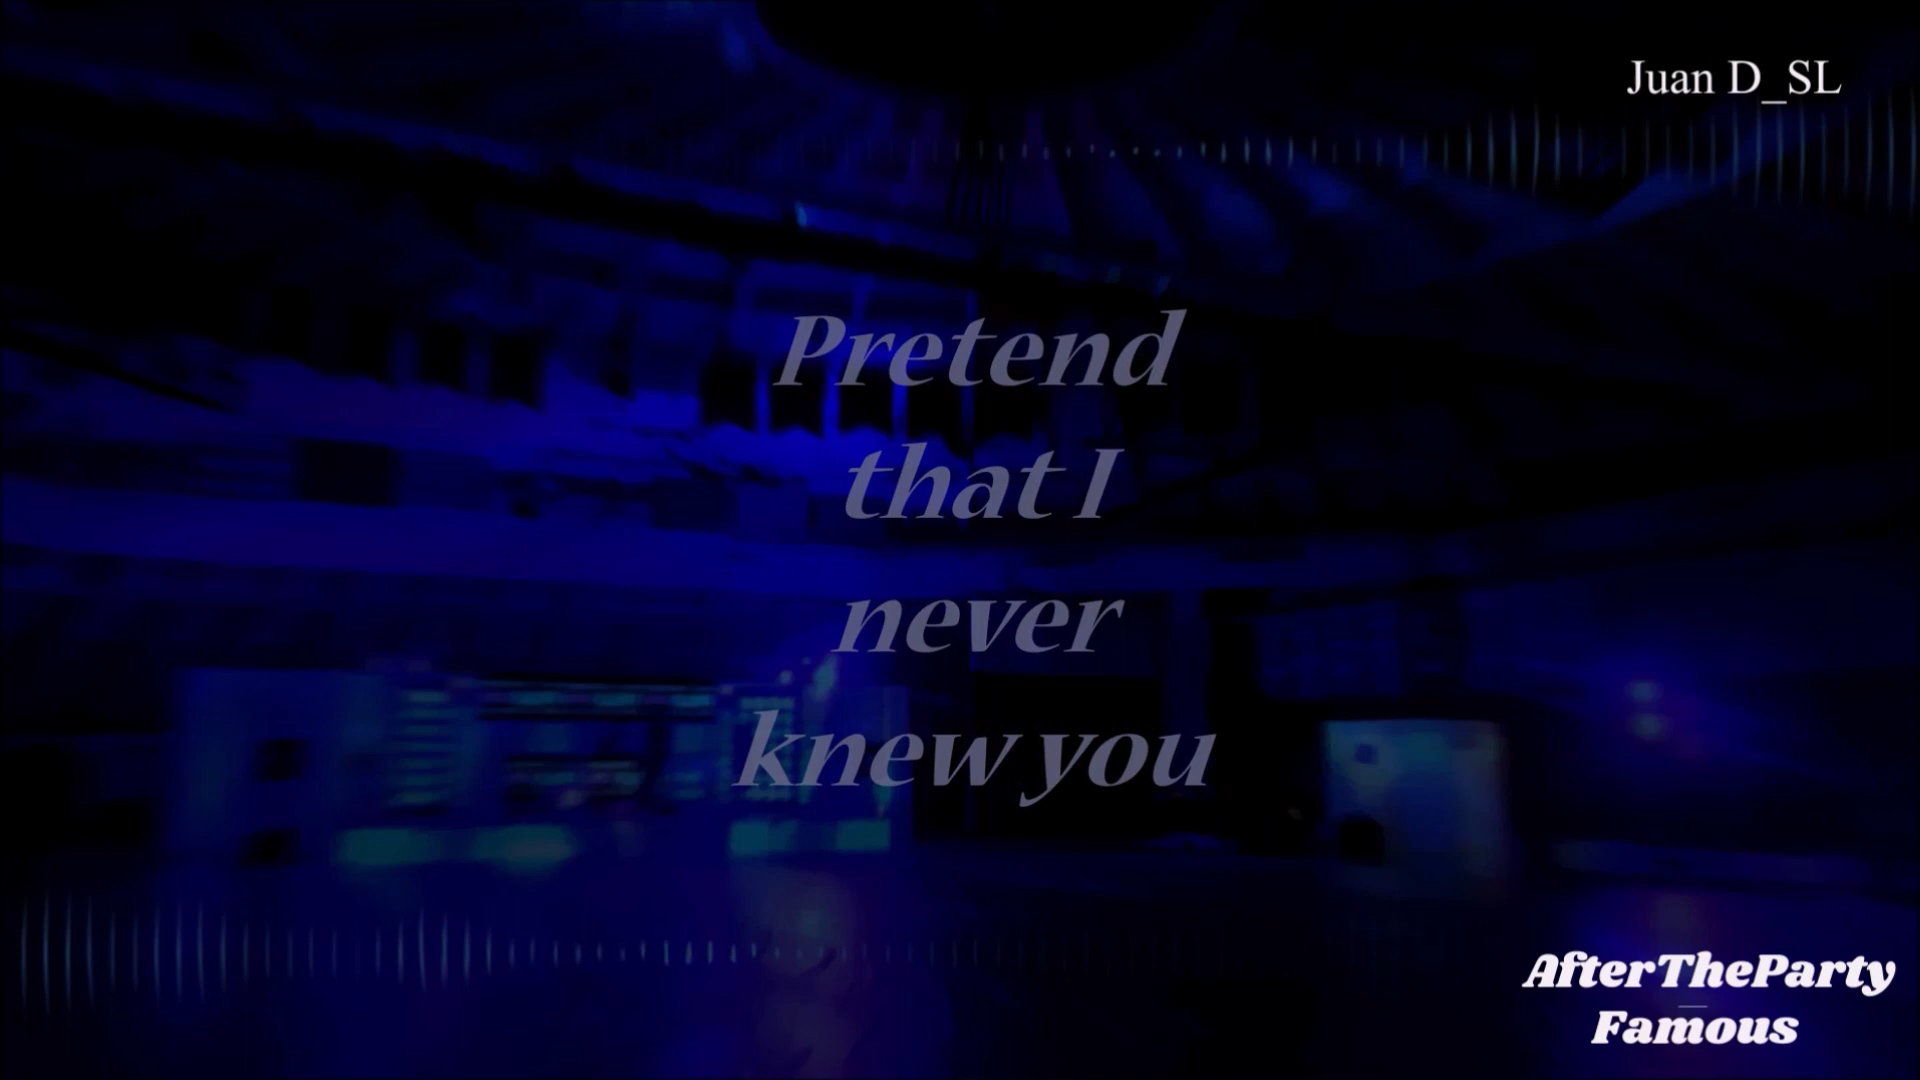 Juan D_SL
Pretend
that I
never
knew you
AfterTheParty
Famous